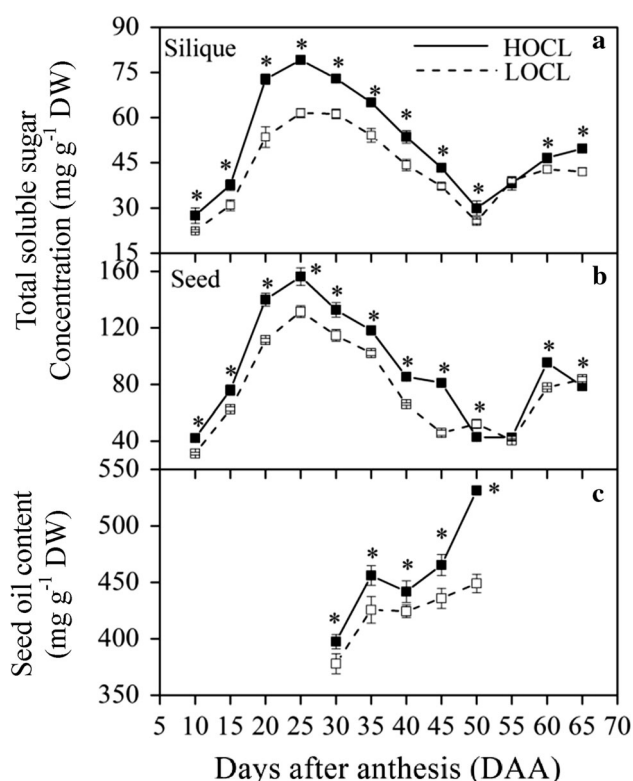 90
75
60
45
30
15
Silique
HOCL
LOCL
a
* * * * * * * * * * *
Total soluble sugar
Concentration (mg g-1 DW)
160
120
80
40
Seed
b
* * * * * * * * * * *
550
500
450
400
350
c
* * * * *
Seed oil content
(mg g-1 DW)
5 10 15 20 25 30 35 40 45 50 55 60 65 70
Days after anthesis (DAA)